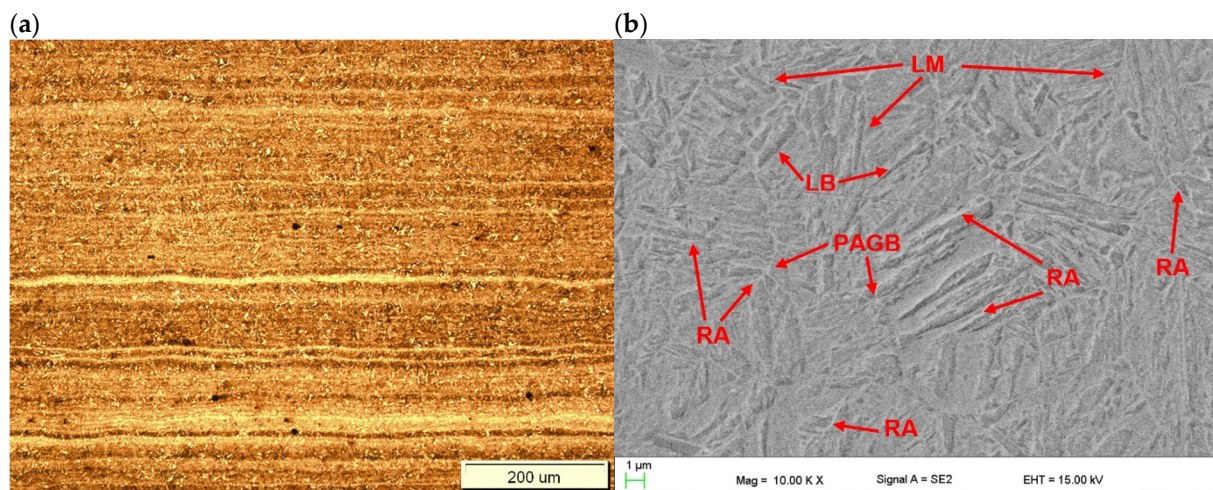 (a)
(b)
LM
LB
PAGB
RA
RA
RA
RA
200 um
1 µm
Mag = 10.00 K X
Signal A = SE2
EHT = 15.00 kV